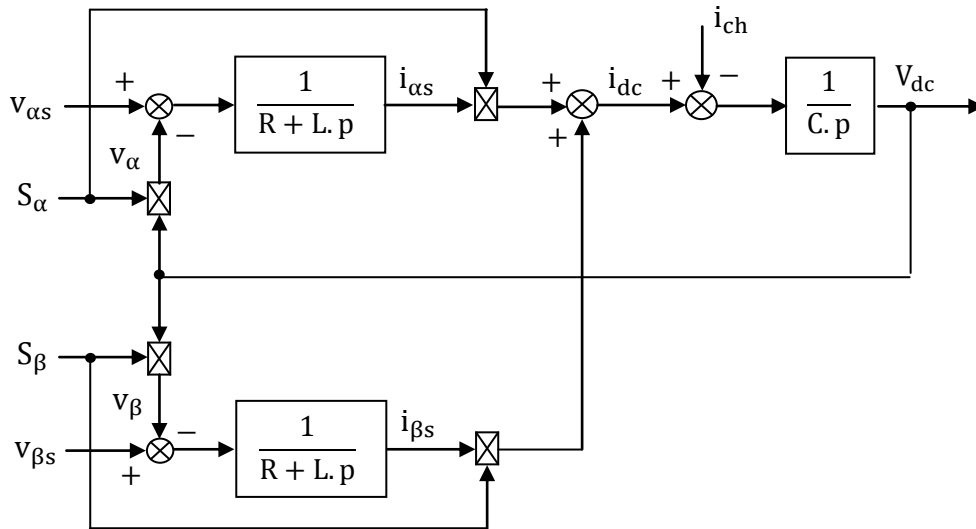 i_ch
+ 1/(R + L.p) i_αs + i_dc + − 1/(C.p) V_dc
v_αs
− +
v_α
S_α
S_β
v_β − 1/(R + L.p) i_βs
v_βs
+